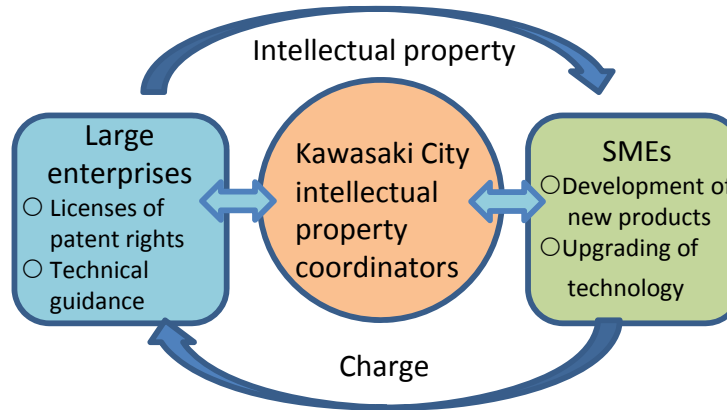 Intellectual property
Large
enterprises
○ Licenses of
patent rights
○ Technical
guidance
Kawasaki City
intellectual
property
coordinators
SMEs
○Development of
new products
○Upgrading of
technology
Charge